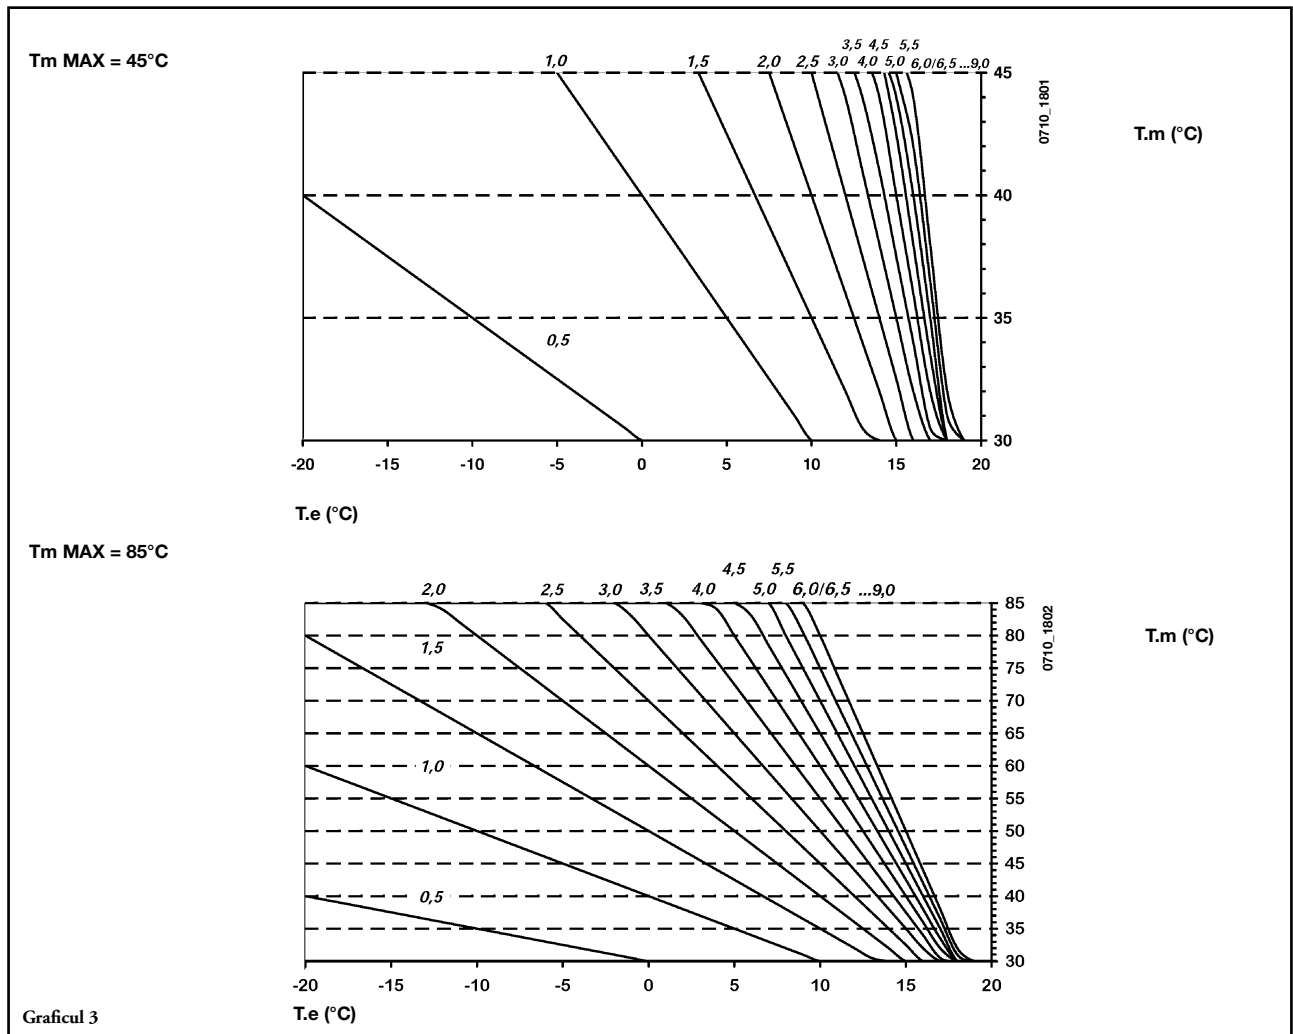 Tm MAX = 45°C
3,5 4,5 5,5
1,0 1,5 2,0 2,5 3,0 4,0 5,0 6,0/6,5 ...9,0
45
0710_1801
T.m (°C)
40
35
0,5
30
-20 -15 -10 -5 0 5 10 15 20
T.e (°C)
Tm MAX = 85°C
4,5 5,5
2,0 2,5 3,0 3,5 4,0 5,0 6,0/6,5 ...9,0
85
0710_1802
T.m (°C)
80
1,5
75
70
65
1,0 60
55
50
45
0,5 40
35
30
-20 -15 -10 -5 0 5 10 15 20
T.e (°C)
Graficul 3